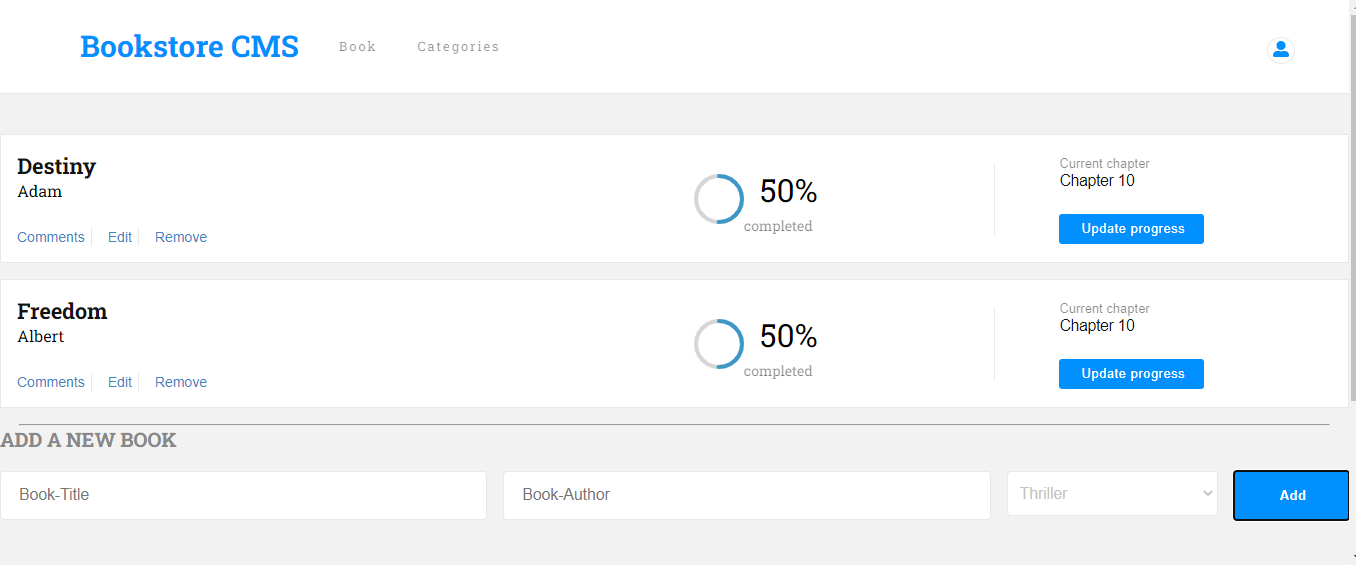 Bookstore CMS Book Categories
Destiny
Adam
Comments Edit Remove
50%
completed
Current chapter
Chapter 10
Update progress
Freedom
Albert
Comments Edit Remove
50%
completed
Current chapter
Chapter 10
Update progress
ADD A NEW BOOK
Book-Title Book-Author Thriller Add